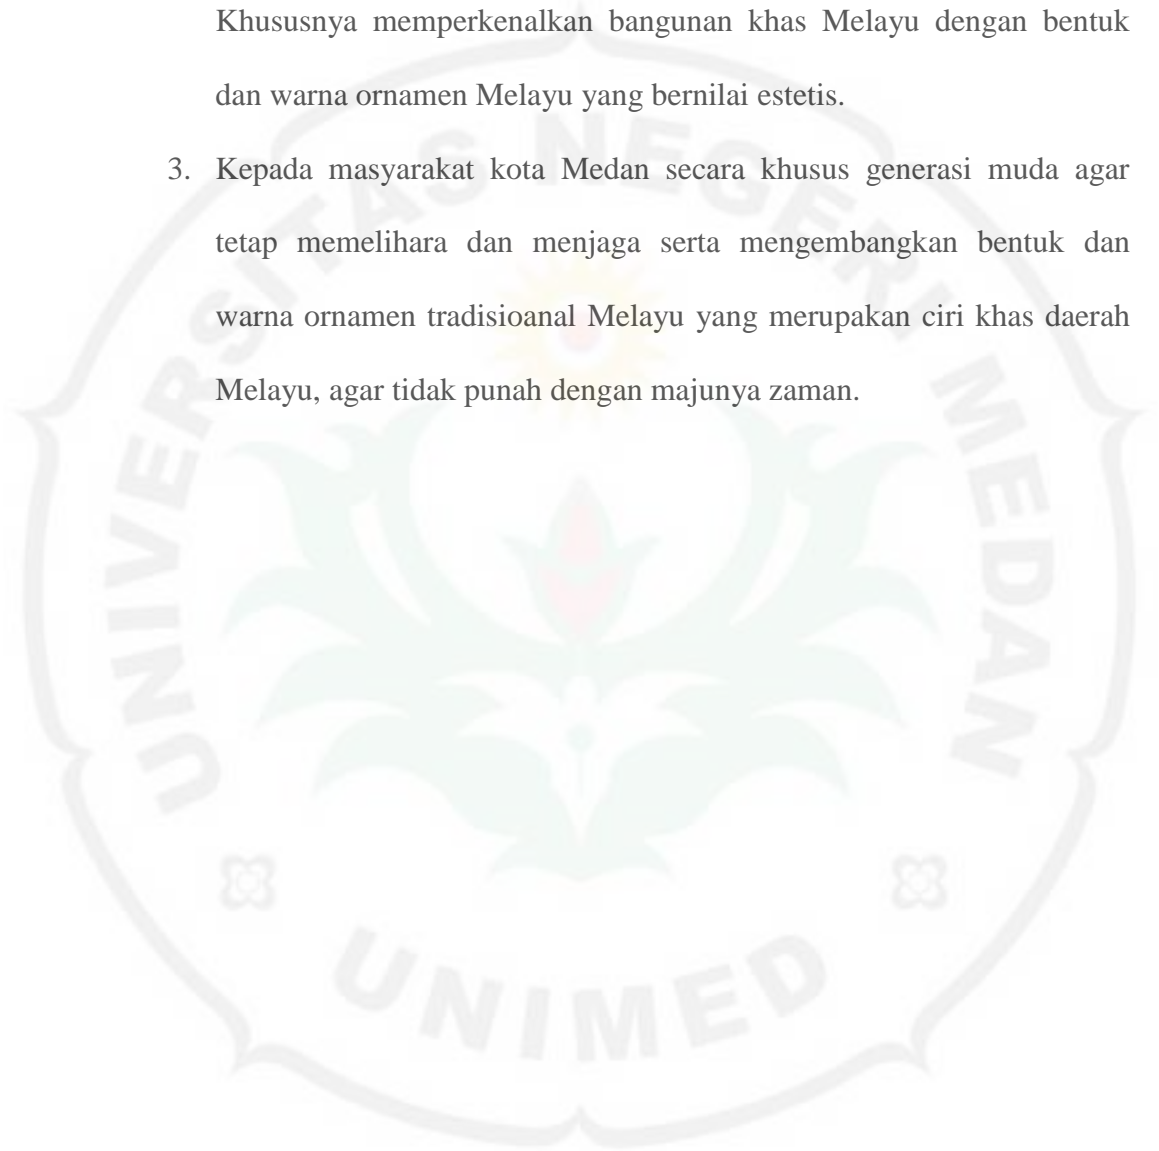 Khususnya memperkenalkan bangunan khas Melayu dengan bentuk
dan warna ornamen Melayu yang bernilai estetis.
3. Kepada masyarakat kota Medan secara khusus generasi muda agar
tetap memelihara dan menjaga serta mengembangkan bentuk dan
warna ornamen tradisioanal Melayu yang merupakan ciri khas daerah
Melayu, agar tidak punah dengan majunya zaman.
UNIVERSITAS NEGERI MEDAN
UNIMED